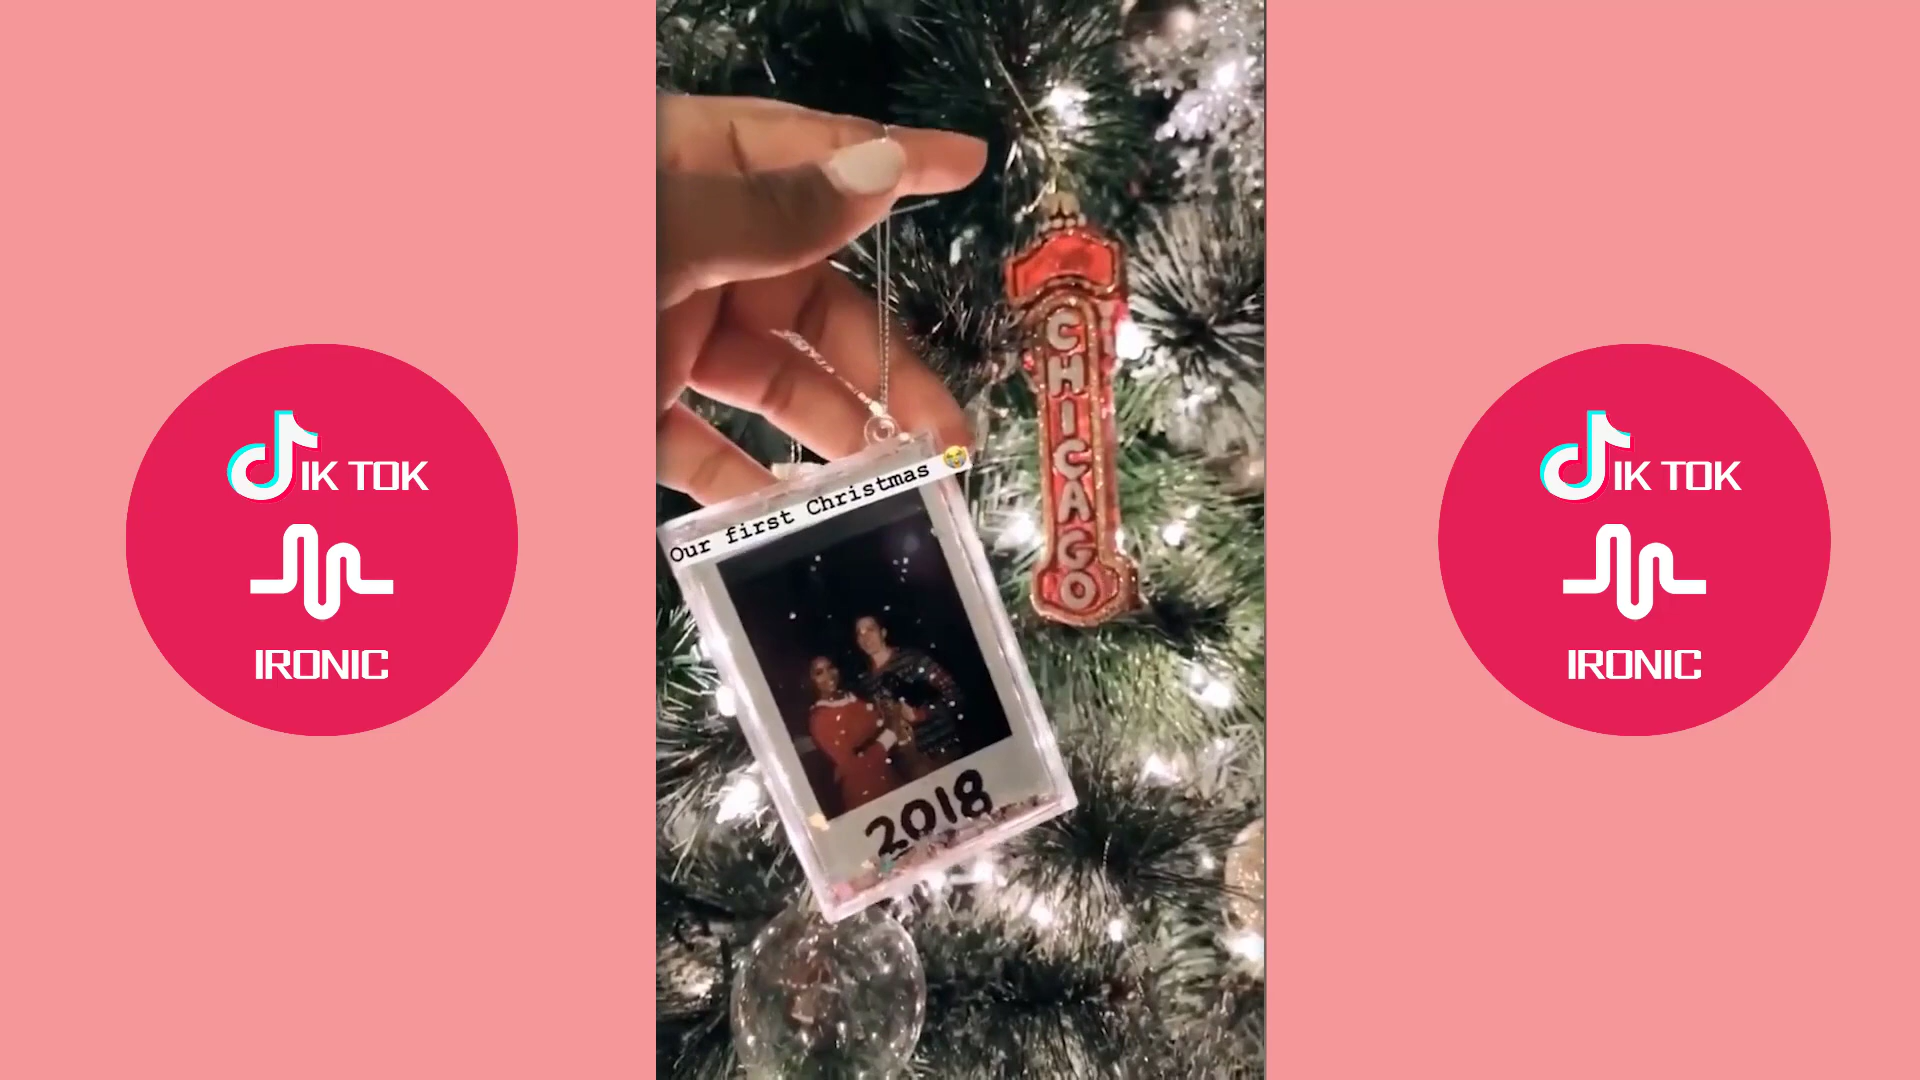 TIK TOK
IRONIC
CHICAGO
Our first Christmas 😭
2018
TIK TOK
IRONIC